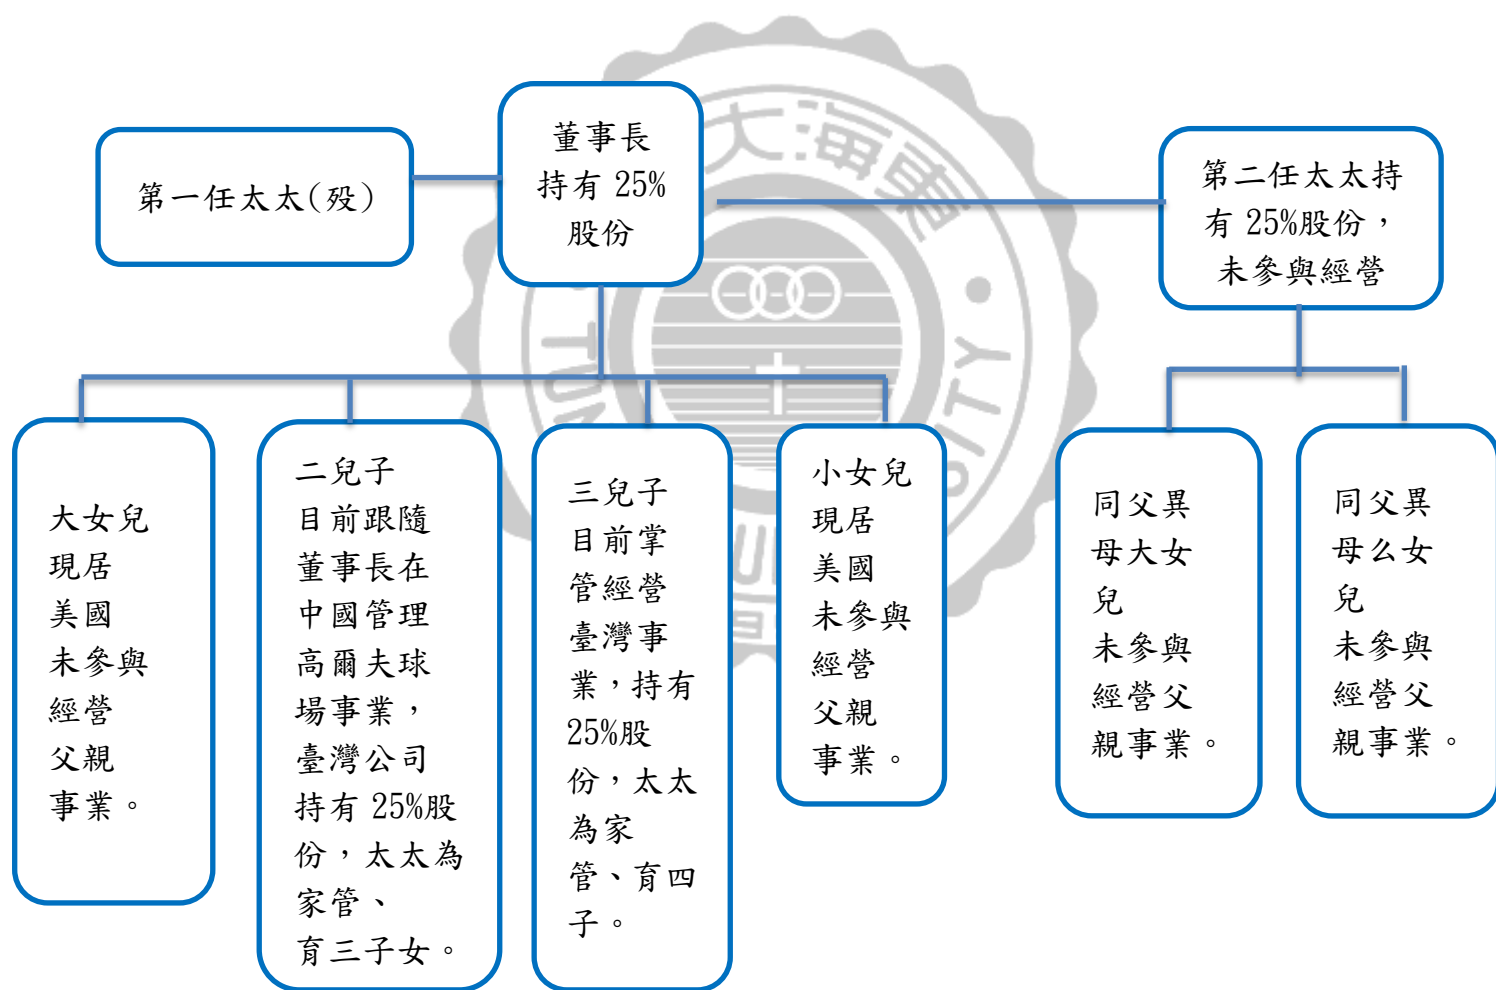 第一任太太(殁)
董事長
持有 25%
股份
第二任太太持
有 25%股份，
未參與經營
大女兒
現居
美國
未參與
經營
父親
事業。
二兒子
目前跟隨
董事長在
中國管理
高爾夫球
場事業，
臺灣公司
持有 25%股
份，太太為
家管、
育三子女。
三兒子
目前掌
管經營
臺灣事
業，持有
25%股
份，太太
為家
管、育四
子。
小女兒
現居
美國
未參與
經營
父親
事業。
同父異
母大女
兒
未參與
經營父
親事業。
同父異
母么女
兒
未參與
經營父
親事業。
大海東
SITY